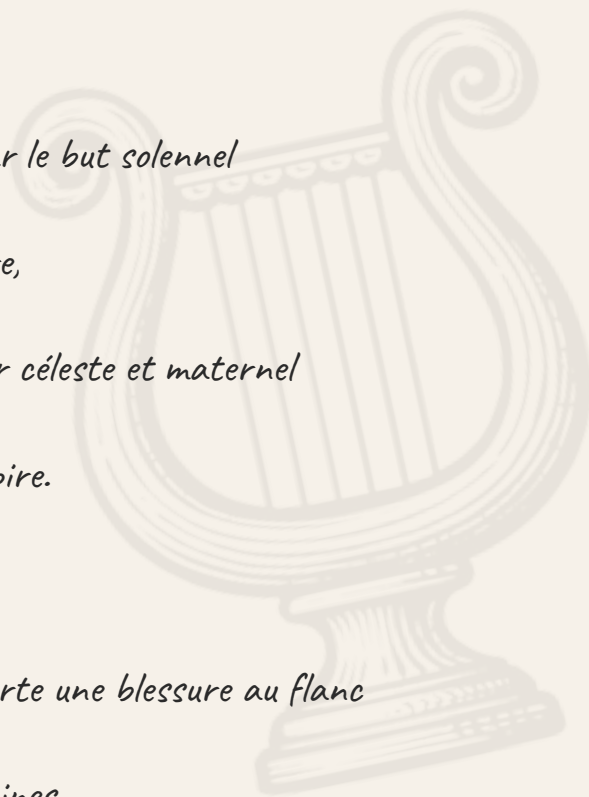 r le but solennel
e,
r céleste et maternel
oire.
rte une blessure au flanc